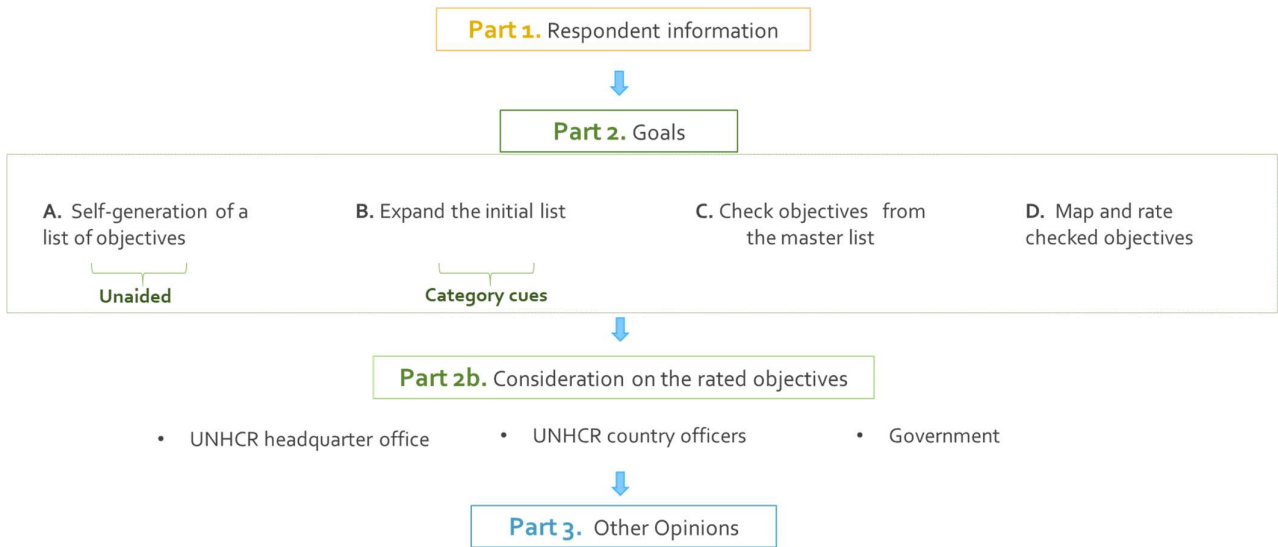 Part 1. Respondent information
Part 2. Goals
A. Self-generation of a
list of objectives
Unaided
B. Expand the initial list
Category cues
C. Check objectives from
the master list
D. Map and rate
checked objectives
Part 2b. Consideration on the rated objectives
• UNHCR headquarter office
• UNHCR country officers
• Government
Part 3. Other Opinions